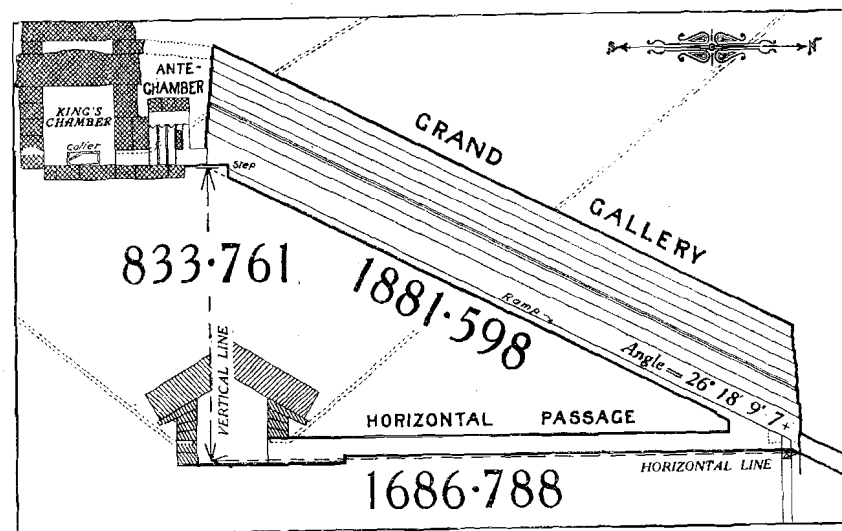 S N
ANTE-
CHAMBER
KING'S
CHAMBER
Coffer
Step
GRAND
GALLERY
833·761
1881·598
Ramp
Angle = 26° 18' 9' 7+
VERTICAL LINE
HORIZONTAL PASSAGE
HORIZONTAL LINE
1686·788